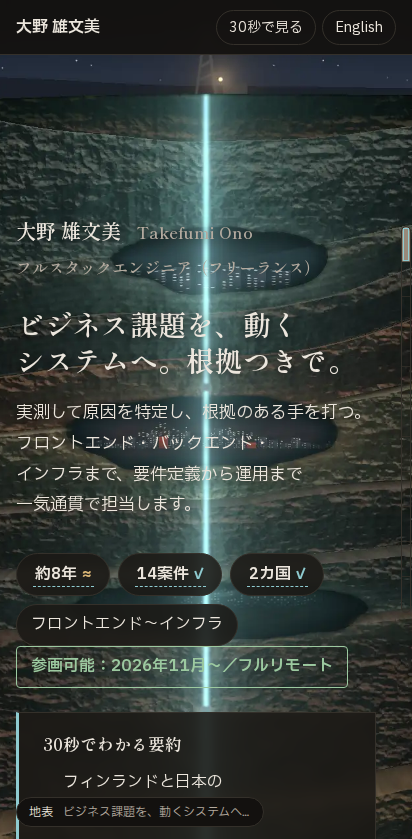 大野 雄文美
30秒で見る
English
大野 雄文美 Takefumi Ono
フルスタックエンジニア（フリーランス）
ビジネス課題を、動く
システムへ。根拠つきで。
実測して原因を特定し、根拠のある手を打つ。
フロントエンド・バックエンド・
インフラまで、要件定義から運用まで
一気通貫で担当します。
約8年 ≈
14案件 ✓
2カ国 ✓
フロントエンド〜インフラ
参画可能：2026年11月〜／フルリモート
30秒でわかる要約
フィンランドと日本の
地表 ビジネス課題を、動くシステムへ…